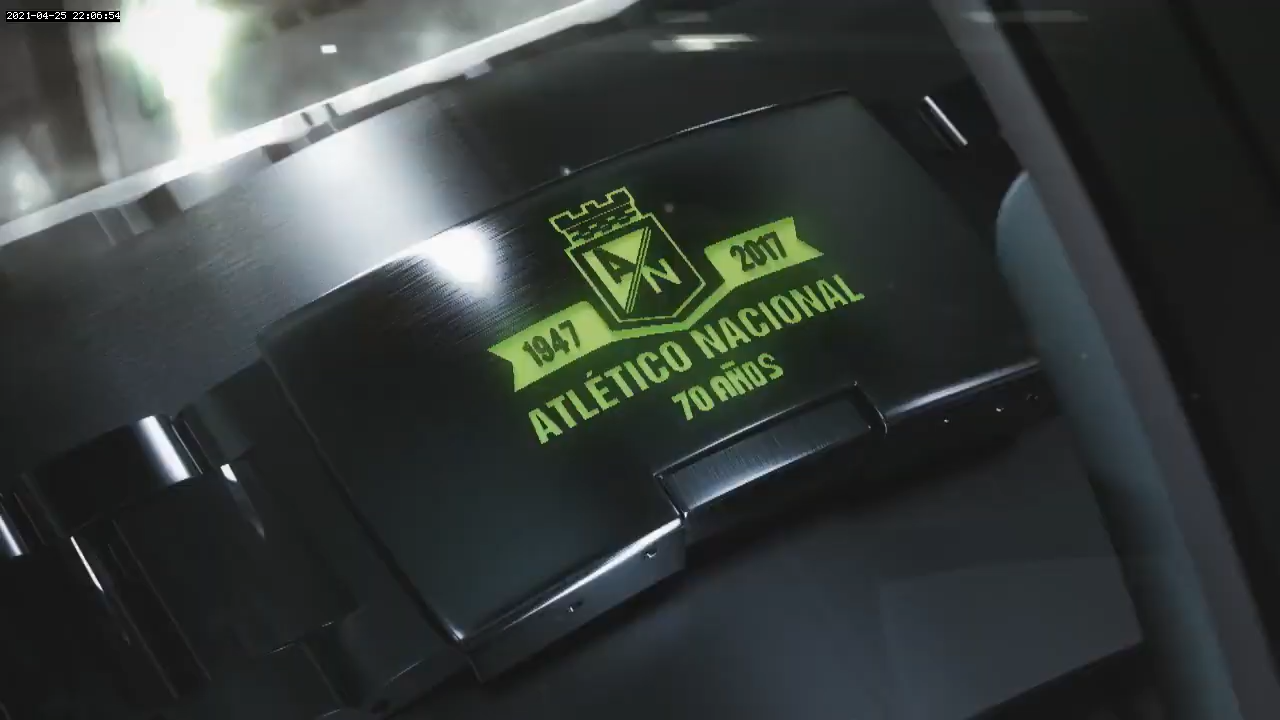 2021-04-25 22:06:54
AN
1947
2017
ATLÉTICO NACIONAL
70 AÑOS